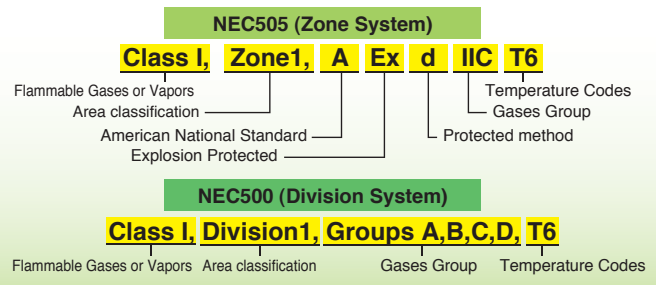 NEC505 (Zone System)
Class I, Zone1, A Ex d IIC T6
Flammable Gases or Vapors Temperature Codes
Area classification Gases Group
American National Standard Protected method
Explosion Protected
NEC500 (Division System)
Class I, Division1, Groups A,B,C,D, T6
Flammable Gases or Vapors Area classification Gases Group Temperature Codes